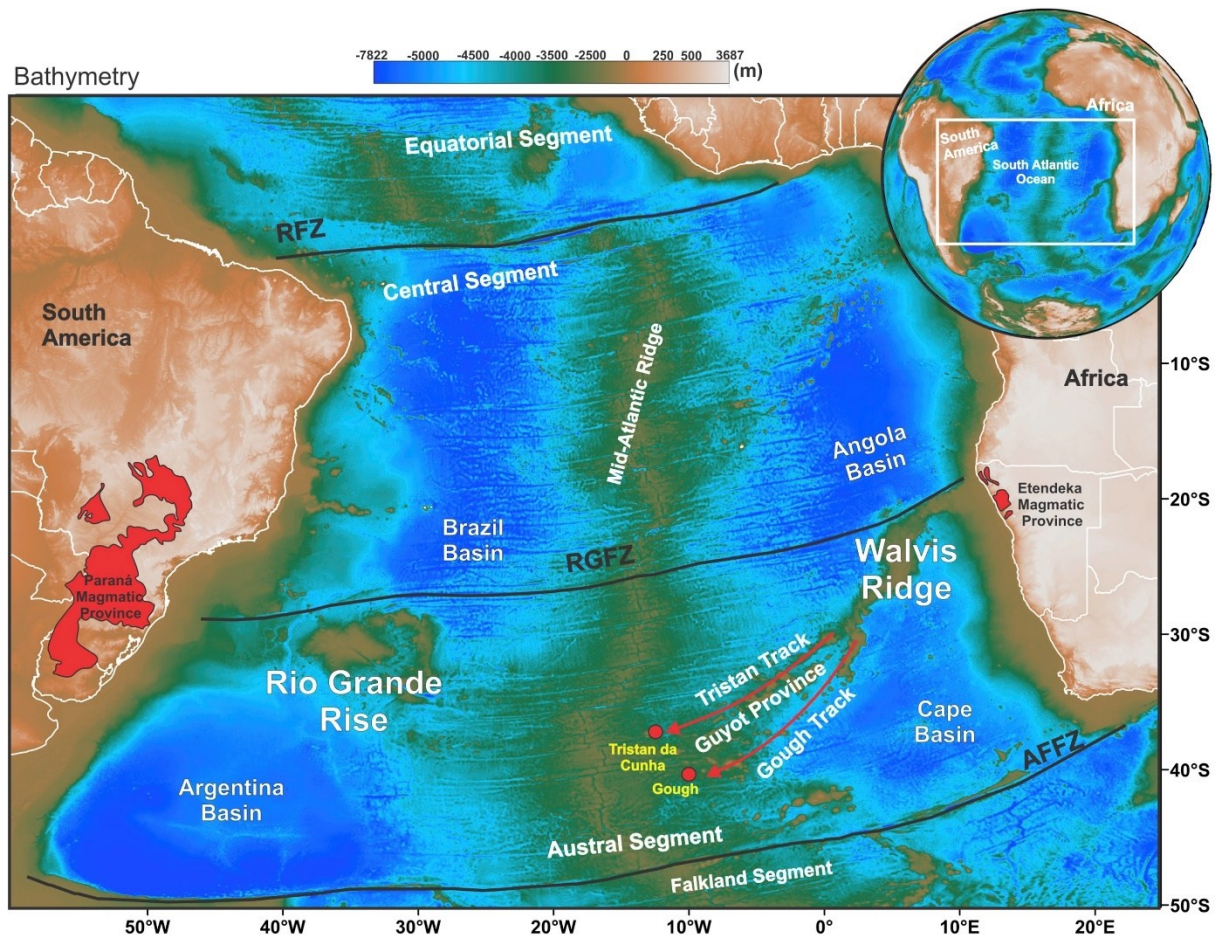 Bathymetry
-7822 -5000 -4500 -4000 -3500 -2500 0 250 500 3687 (m)
Africa
South
America
South Atlantic
Ocean
Equatorial Segment
RFZ
Central Segment
South
America
Mid-Atlantic Ridge
Africa
10°S
Angola
Basin
Etendeka
Magmatic
Province
20°S
Brazil
Basin
RGFZ
Walvis
Ridge
Paraná
Magmatic
Province
30°S
Rio Grande
Rise
Tristan Track
Guyot Province
Gough Track
Cape
Basin
Tristan da
Cunha
Gough
AFFZ
40°S
Argentina
Basin
Austral Segment
Falkland Segment
50°S
50°W 40°W 30°W 20°W 10°W 0° 10°E 20°E